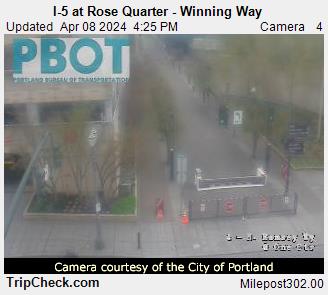 I-5 at Rose Quarter - Winning Way
Updated Apr 08 2024 4:25 PM Camera 4
PBOT
PORTLAND BUREAU OF TRANSPORTATION
Camera courtesy of the City of Portland
TripCheck.com Milepost302.00